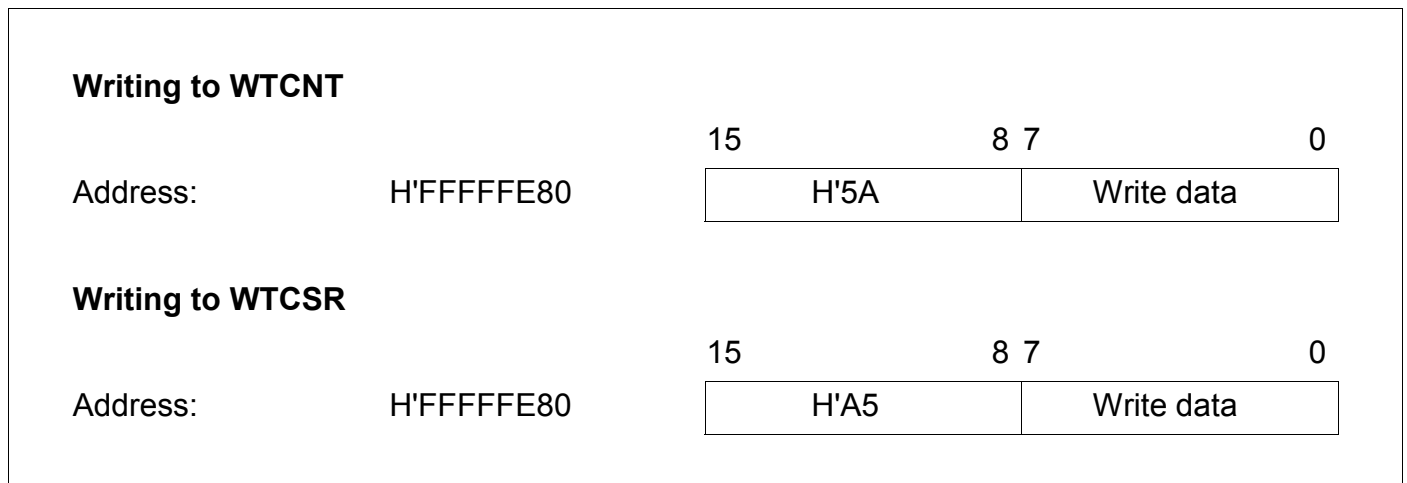 Writing to WTCNT
15 8 7 0
Address: H'FFFFFE80 H'5A Write data
Writing to WTCSR
15 8 7 0
Address: H'FFFFFE80 H'A5 Write data